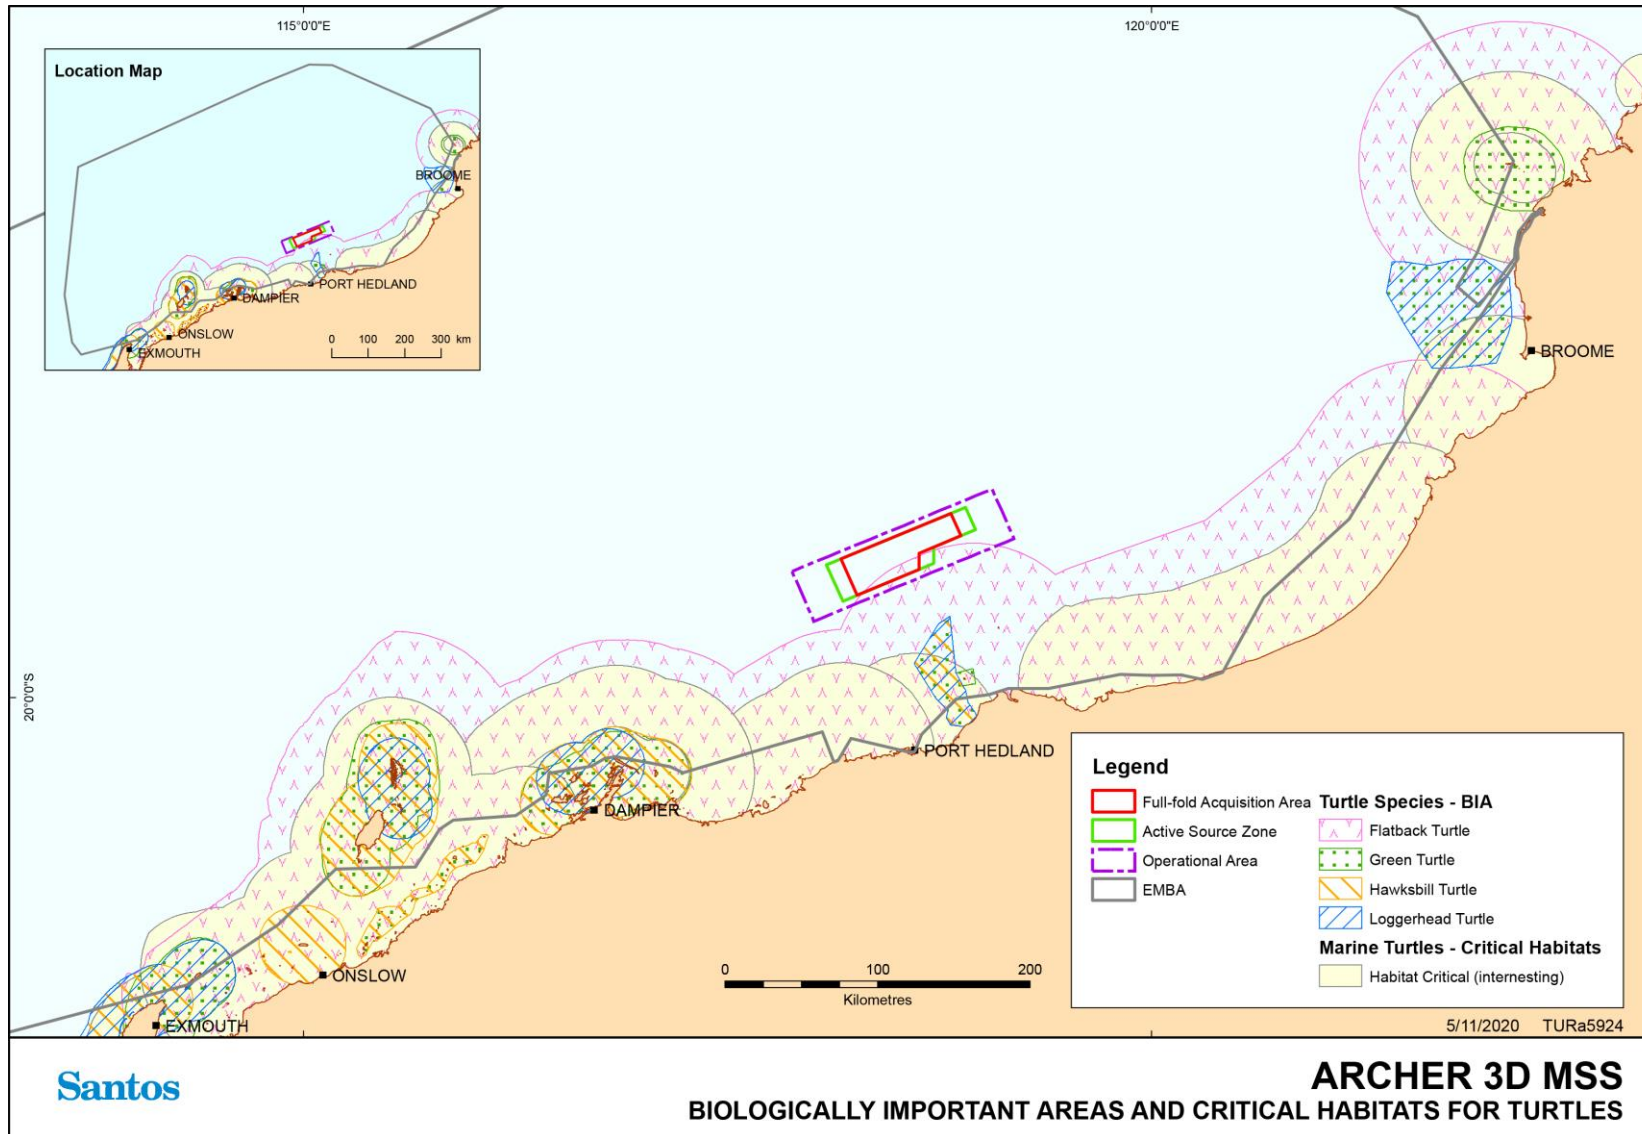 115°0'0"E
120°0'0"E
Location Map
BROOME
PORT HEDLAND
DAMPIER
ONSLOW
EXMOUTH
0 100 200 300 km
BROOME
20°0'0"S
PORT HEDLAND
DAMPIER
ONSLOW
EXMOUTH
0 100 200
Kilometres
Legend
Full-fold Acquisition Area
Active Source Zone
Operational Area
EMBA
Turtle Species - BIA
Flatback Turtle
Green Turtle
Hawksbill Turtle
Loggerhead Turtle
Marine Turtles - Critical Habitats
Habitat Critical (internesting)
5/11/2020 TURa5924
Santos
ARCHER 3D MSS
BIOLOGICALLY IMPORTANT AREAS AND CRITICAL HABITATS FOR TURTLES